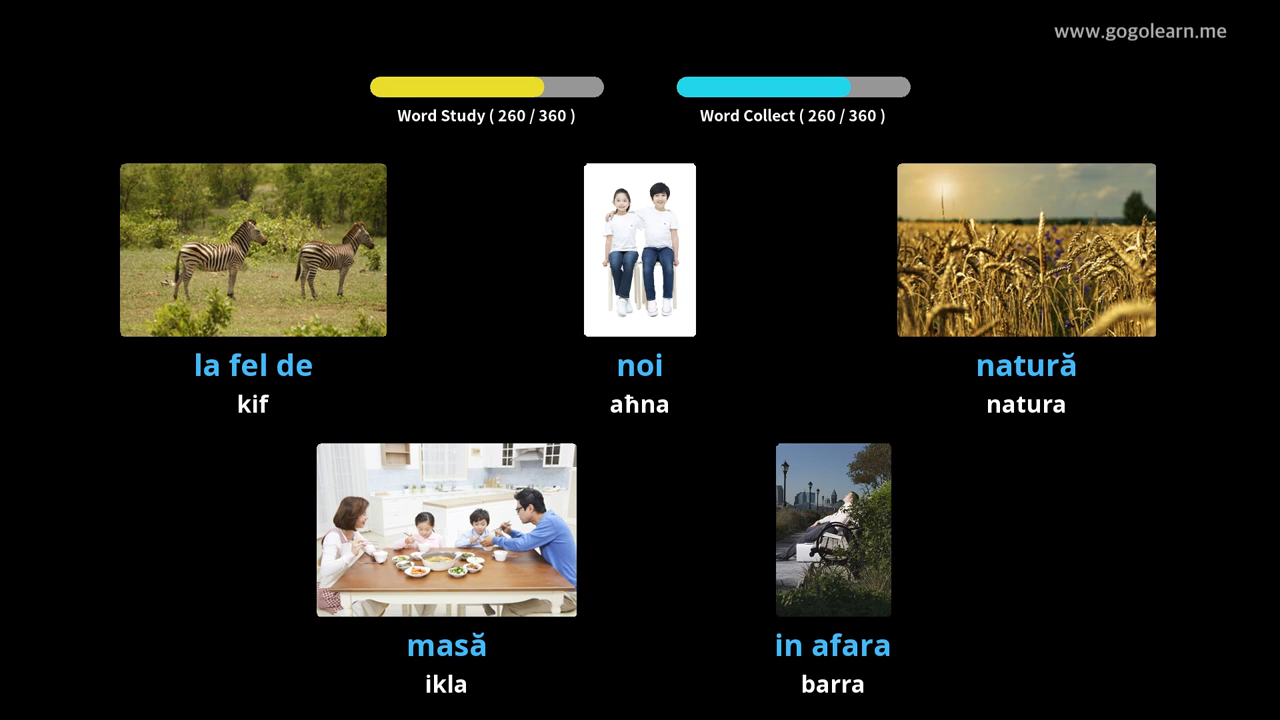 www.gogolearn.me
Word Study ( 260 / 360 )
Word Collect ( 260 / 360 )
la fel de
kif
noi
aħna
natură
natura
masă
ikla
in afara
barra